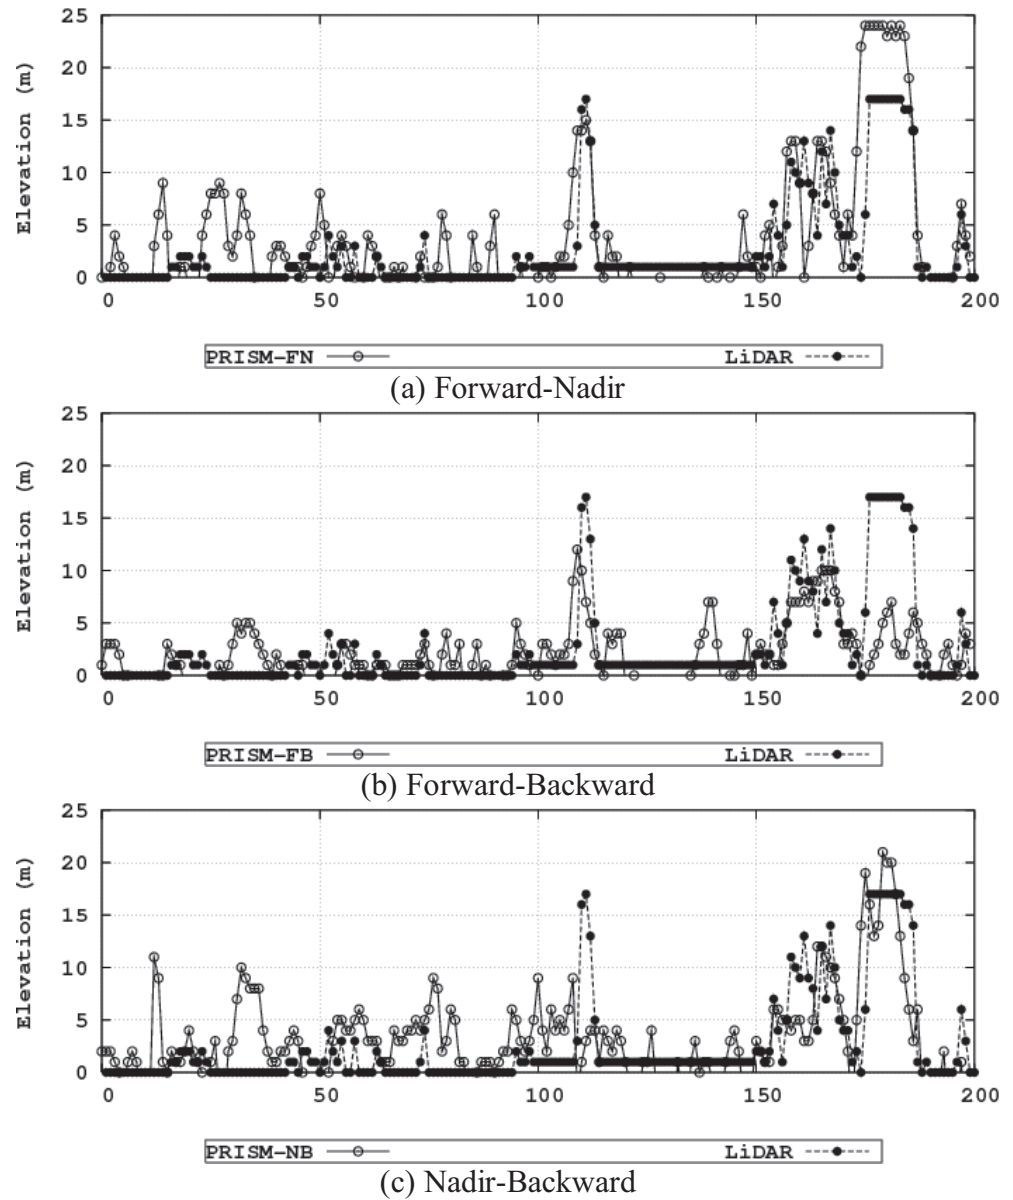 25
20
15
10
5
0
Elevation (m)
0 50 100 150 200
PRISM-FN LiDAR
(a) Forward-Nadir
25
20
15
10
5
0
Elevation (m)
0 50 100 150 200
PRISM-FB LiDAR
(b) Forward-Backward
25
20
15
10
5
0
Elevation (m)
0 50 100 150 200
PRISM-NB LiDAR
(c) Nadir-Backward